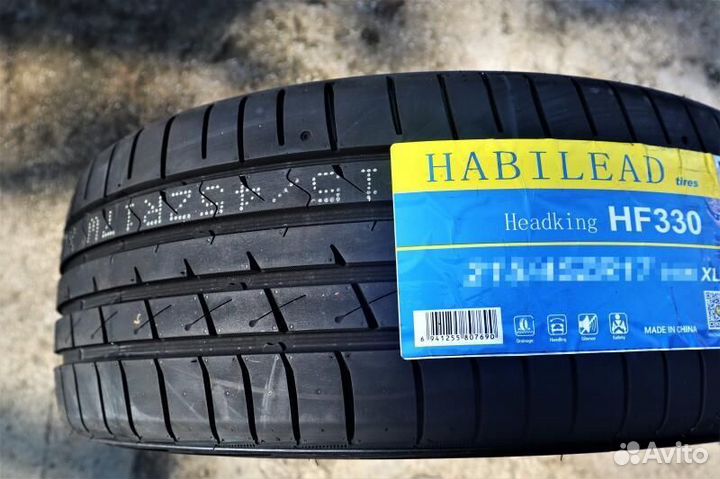 HABILEAD tires
Headking HF330
XL
6 941255 807690
Drainage Handling Silence Safety
MADE IN CHINA
Avito